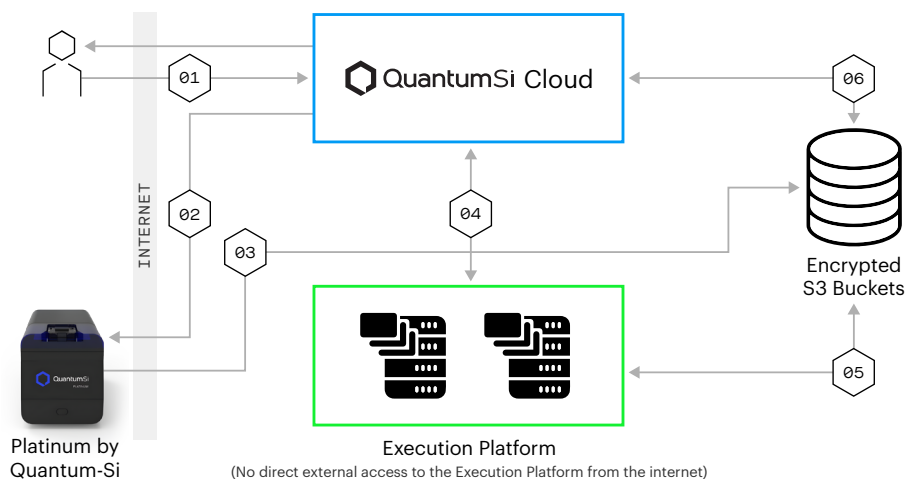 01
QuantumSi Cloud
06
INTERNET
02
04
03
Encrypted
S3 Buckets
QuantumSi
PLATINUM
05
Platinum by
Quantum-Si
Execution Platform
(No direct external access to the Execution Platform from the internet)